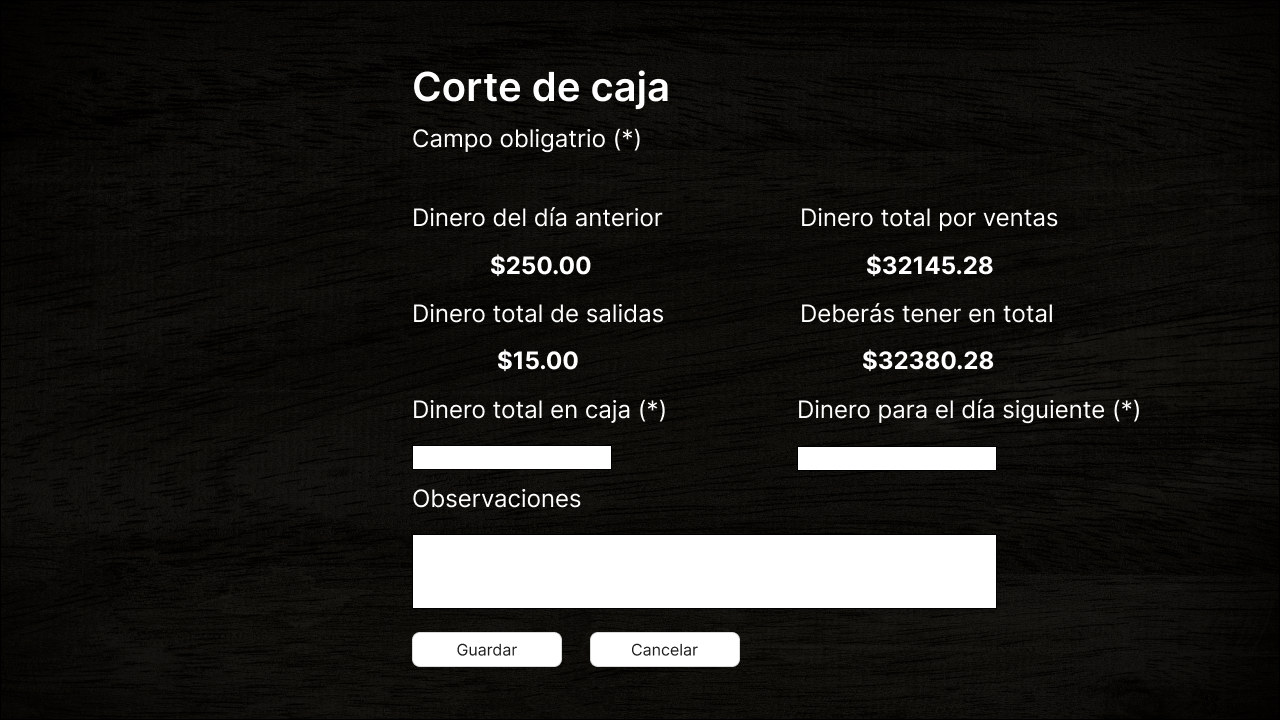 Corte de caja
Campo obligatrio (*)
Dinero del día anterior
Dinero total por ventas
$250.00
$32145.28
Dinero total de salidas
Deberás tener en total
$15.00
$32380.28
Dinero total en caja (*)
Dinero para el día siguiente (*)
Observaciones
Guardar
Cancelar